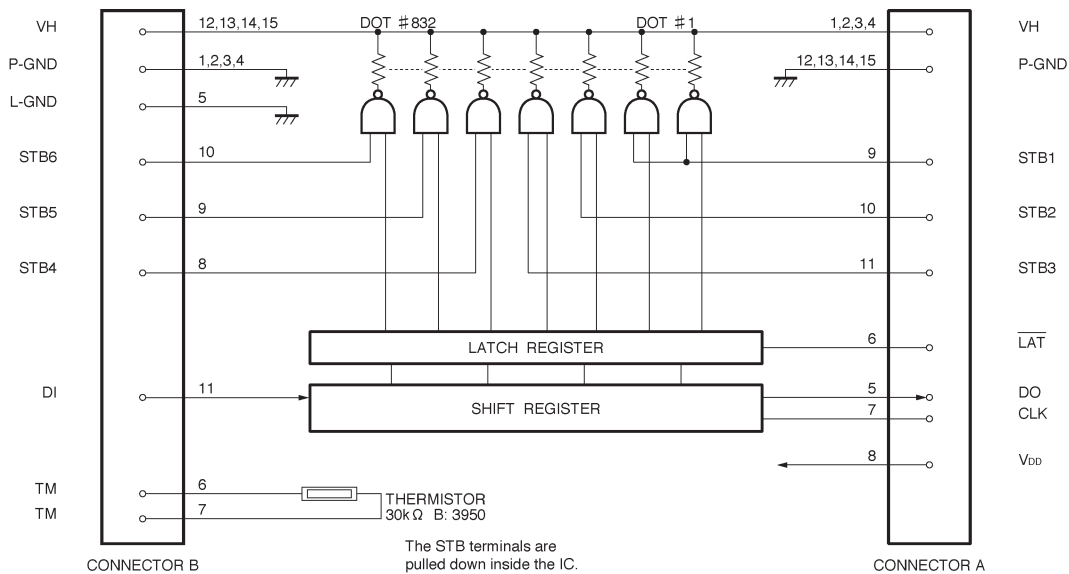 VH 12,13,14,15 DOT ♯832 DOT ♯1 1,2,3,4 VH
P-GND 1,2,3,4 12,13,14,15 P-GND
L-GND 5
STB6 10 9 STB1
STB5 9 10 STB2
STB4 8 11 STB3
LATCH REGISTER 6 LAT
DI 11 SHIFT REGISTER 5 DO
7 CLK
8 VDD
TM 6
THERMISTOR
TM 7 30kΩ B: 3950
The STB terminals are
pulled down inside the IC.
CONNECTOR B CONNECTOR A